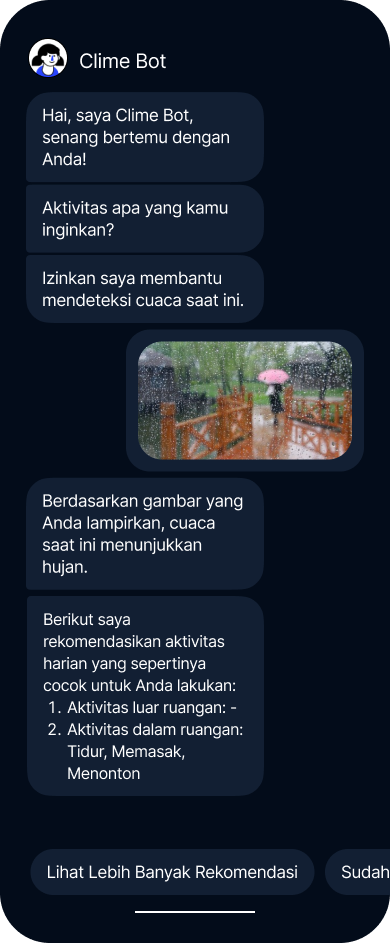 Clime Bot
Hai, saya Clime Bot,
senang bertemu dengan
Anda!
Aktivitas apa yang kamu
inginkan?
Izinkan saya membantu
mendeteksi cuaca saat ini.
Berdasarkan gambar yang
Anda lampirkan, cuaca
saat ini menunjukkan
hujan.
Berikut saya
rekomendasikan aktivitas
harian yang sepertinya
cocok untuk Anda lakukan:
1. Aktivitas luar ruangan: -
2. Aktivitas dalam ruangan:
Tidur, Memasak,
Menonton
Lihat Lebih Banyak Rekomendasi
Sudah